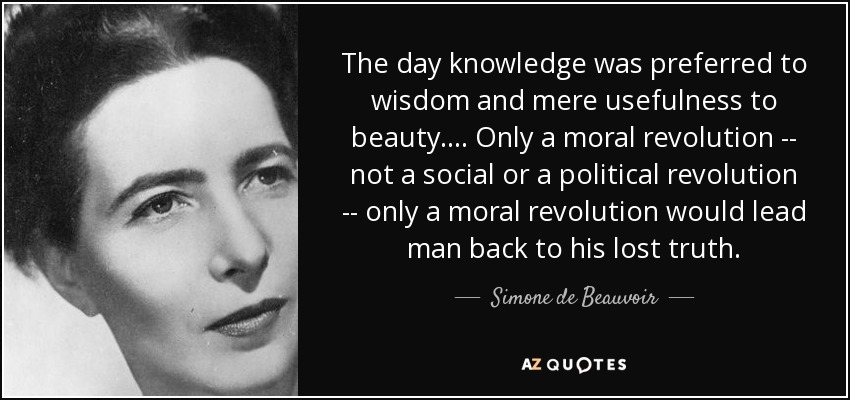 The day knowledge was preferred to
wisdom and mere usefulness to
beauty.... Only a moral revolution --
not a social or a political revolution
-- only a moral revolution would lead
man back to his lost truth.
Simone de Beauvoir
AZ QUOTES